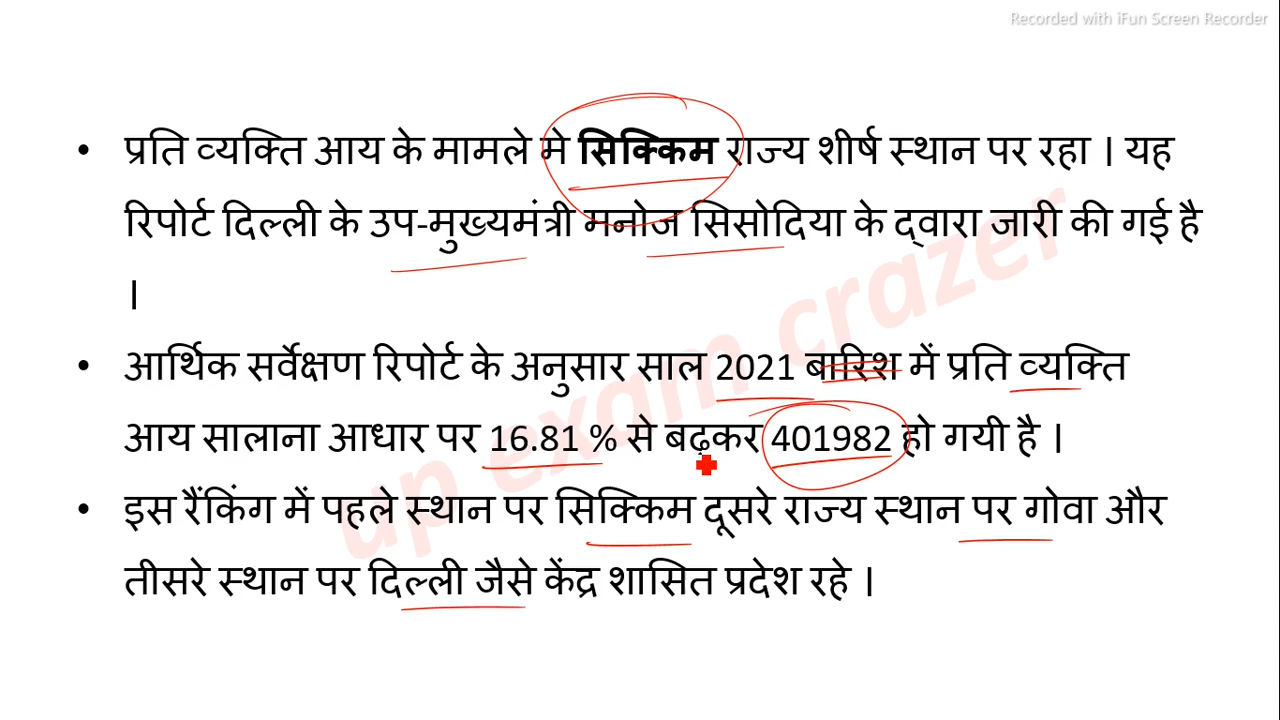 Recorded with iFun Screen Recorder
• प्रति व्यक्ति आय के मामले मे सिक्किम राज्य शीर्ष स्थान पर रहा । यह
रिपोर्ट दिल्ली के उप-मुख्यमंत्री मनोज सिसोदिया के द्वारा जारी की गई है
।
• आर्थिक सर्वेक्षण रिपोर्ट के अनुसार साल 2021 बारिश में प्रति व्यक्ति
आय सालाना आधार पर 16.81 % से बढ़कर 401982 हो गयी है ।
• इस रैंकिंग में पहले स्थान पर सिक्किम दूसरे राज्य स्थान पर गोवा और
तीसरे स्थान पर दिल्ली जैसे केंद्र शासित प्रदेश रहे ।
up exam crazer